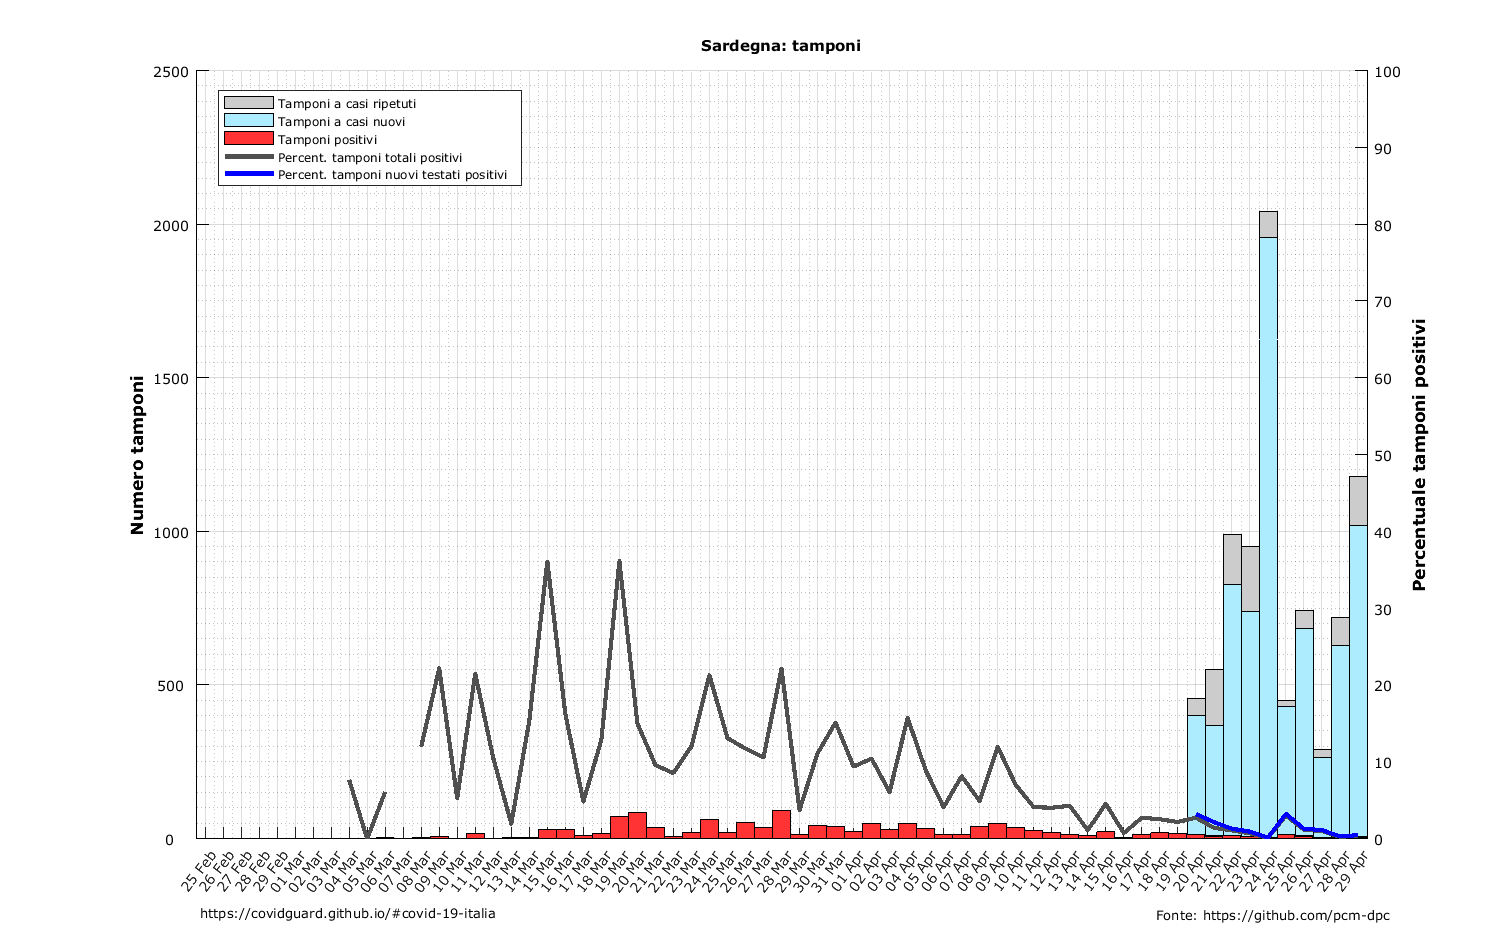 Sardegna: tamponi
Tamponi a casi ripetuti
Tamponi a casi nuovi
Tamponi positivi
Percent. tamponi totali positivi
Percent. tamponi nuovi testati positivi
Numero tamponi
2500
2000
1500
1000
500
0
Percentuale tamponi positivi
100
90
80
70
60
50
40
30
20
10
0
25 Feb
26 Feb
27 Feb
28 Feb
29 Feb
01 Mar
02 Mar
03 Mar
04 Mar
05 Mar
06 Mar
07 Mar
08 Mar
09 Mar
10 Mar
11 Mar
12 Mar
13 Mar
14 Mar
15 Mar
16 Mar
17 Mar
18 Mar
19 Mar
20 Mar
21 Mar
22 Mar
23 Mar
24 Mar
25 Mar
26 Mar
27 Mar
28 Mar
29 Mar
30 Mar
31 Mar
01 Apr
02 Apr
03 Apr
04 Apr
05 Apr
06 Apr
07 Apr
08 Apr
09 Apr
10 Apr
11 Apr
12 Apr
13 Apr
14 Apr
15 Apr
16 Apr
17 Apr
18 Apr
19 Apr
20 Apr
21 Apr
22 Apr
23 Apr
24 Apr
25 Apr
26 Apr
27 Apr
28 Apr
29 Apr
https://covidguard.github.io/#covid-19-italia
Fonte: https://github.com/pcm-dpc